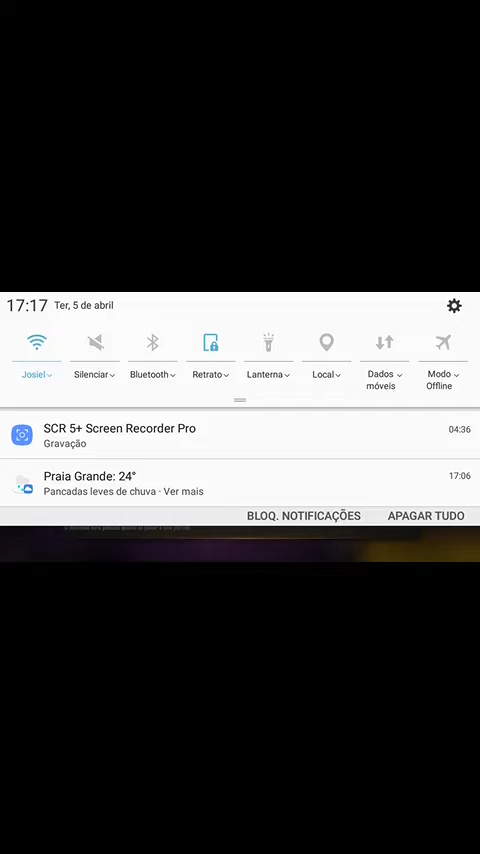 17:17 Ter, 5 de abril
Josiel Silenciar Bluetooth Retrato Lanterna Local Dados móveis Modo Offline
SCR 5+ Screen Recorder Pro 04:36
Gravação
Praia Grande: 24° 17:06
Pancadas leves de chuva · Ver mais
BLOQ. NOTIFICAÇÕES APAGAR TUDO